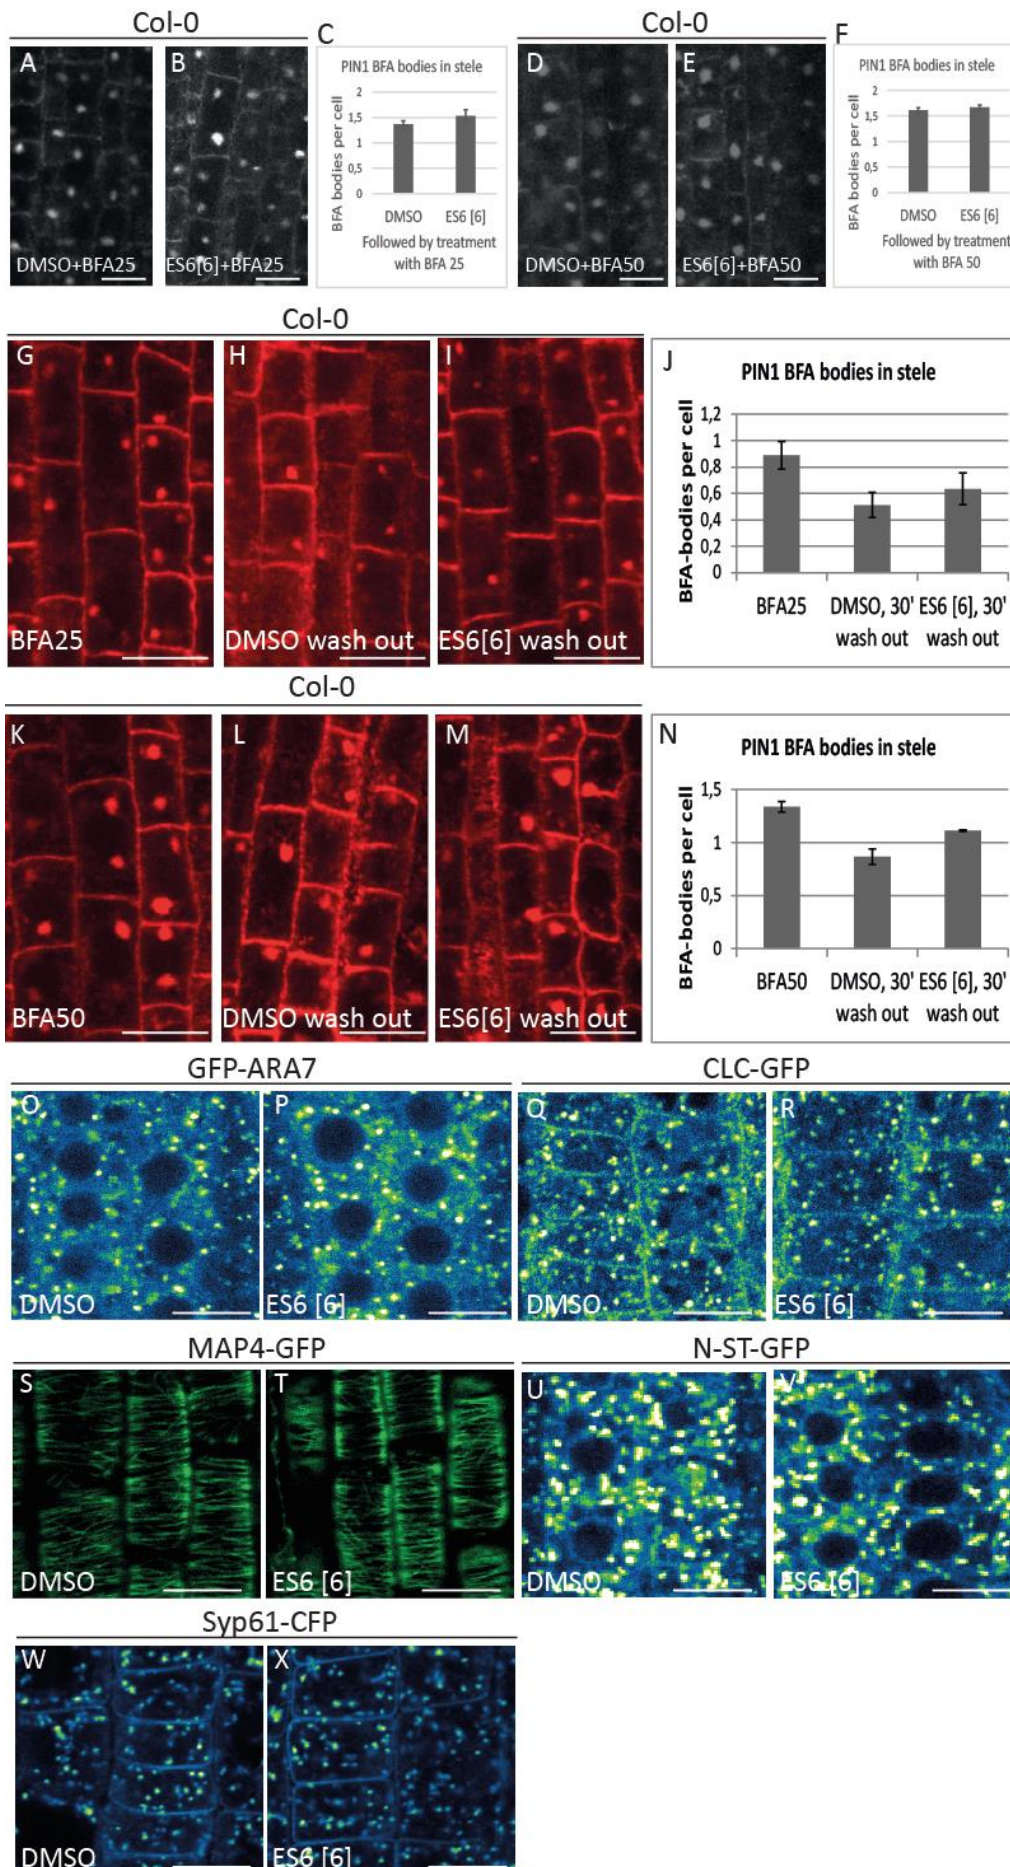 Col-0
Col-0
A
B
C
D
E
F
PIN1 BFA bodies in stele
BFA bodies per cell
2
1,5
1
0,5
0
DMSO
ES6 [6]
Followed by treatment
with BFA 25
DMSO+BFA25
ES6[6]+BFA25
PIN1 BFA bodies in stele
BFA bodies per cell
2
1,5
1
0,5
0
DMSO
ES6 [6]
Followed by treatment
with BFA 50
DMSO+BFA50
ES6[6]+BFA50
Col-0
G
H
I
J
BFA25
DMSO wash out
ES6[6] wash out
PIN1 BFA bodies in stele
BFA-bodies per cell
1,2
1
0,8
0,6
0,4
0,2
0
BFA25
DMSO, 30'
wash out
ES6 [6], 30'
wash out
Col-0
K
L
M
N
BFA50
DMSO wash out
ES6[6] wash out
PIN1 BFA bodies in stele
BFA-bodies per cell
1,5
1
0,5
0
BFA50
DMSO, 30'
wash out
ES6 [6], 30'
wash out
GFP-ARA7
CLC-GFP
O
P
Q
R
DMSO
ES6 [6]
DMSO
ES6 [6]
MAP4-GFP
N-ST-GFP
S
T
U
V
DMSO
ES6 [6]
DMSO
ES6 [6]
Syp61-CFP
W
X
DMSO
ES6 [6]